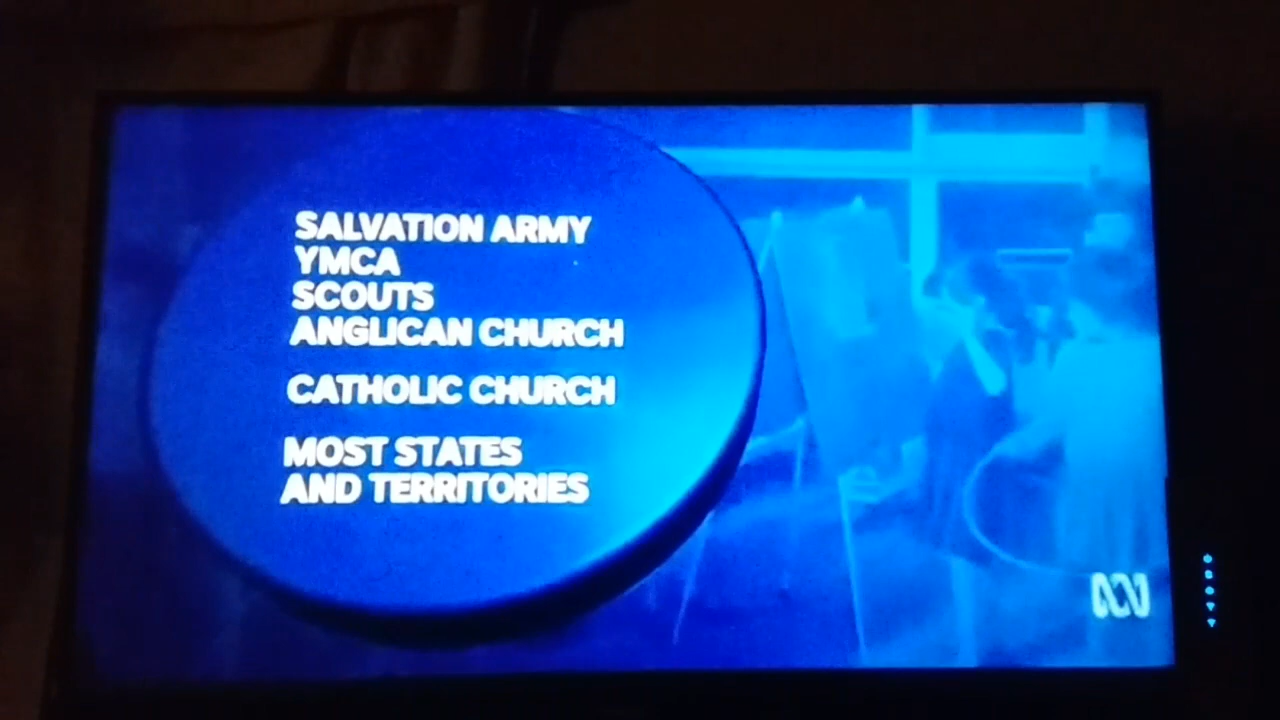 SALVATION ARMY
YMCA
SCOUTS
ANGLICAN CHURCH
CATHOLIC CHURCH
MOST STATES
AND TERRITORIES